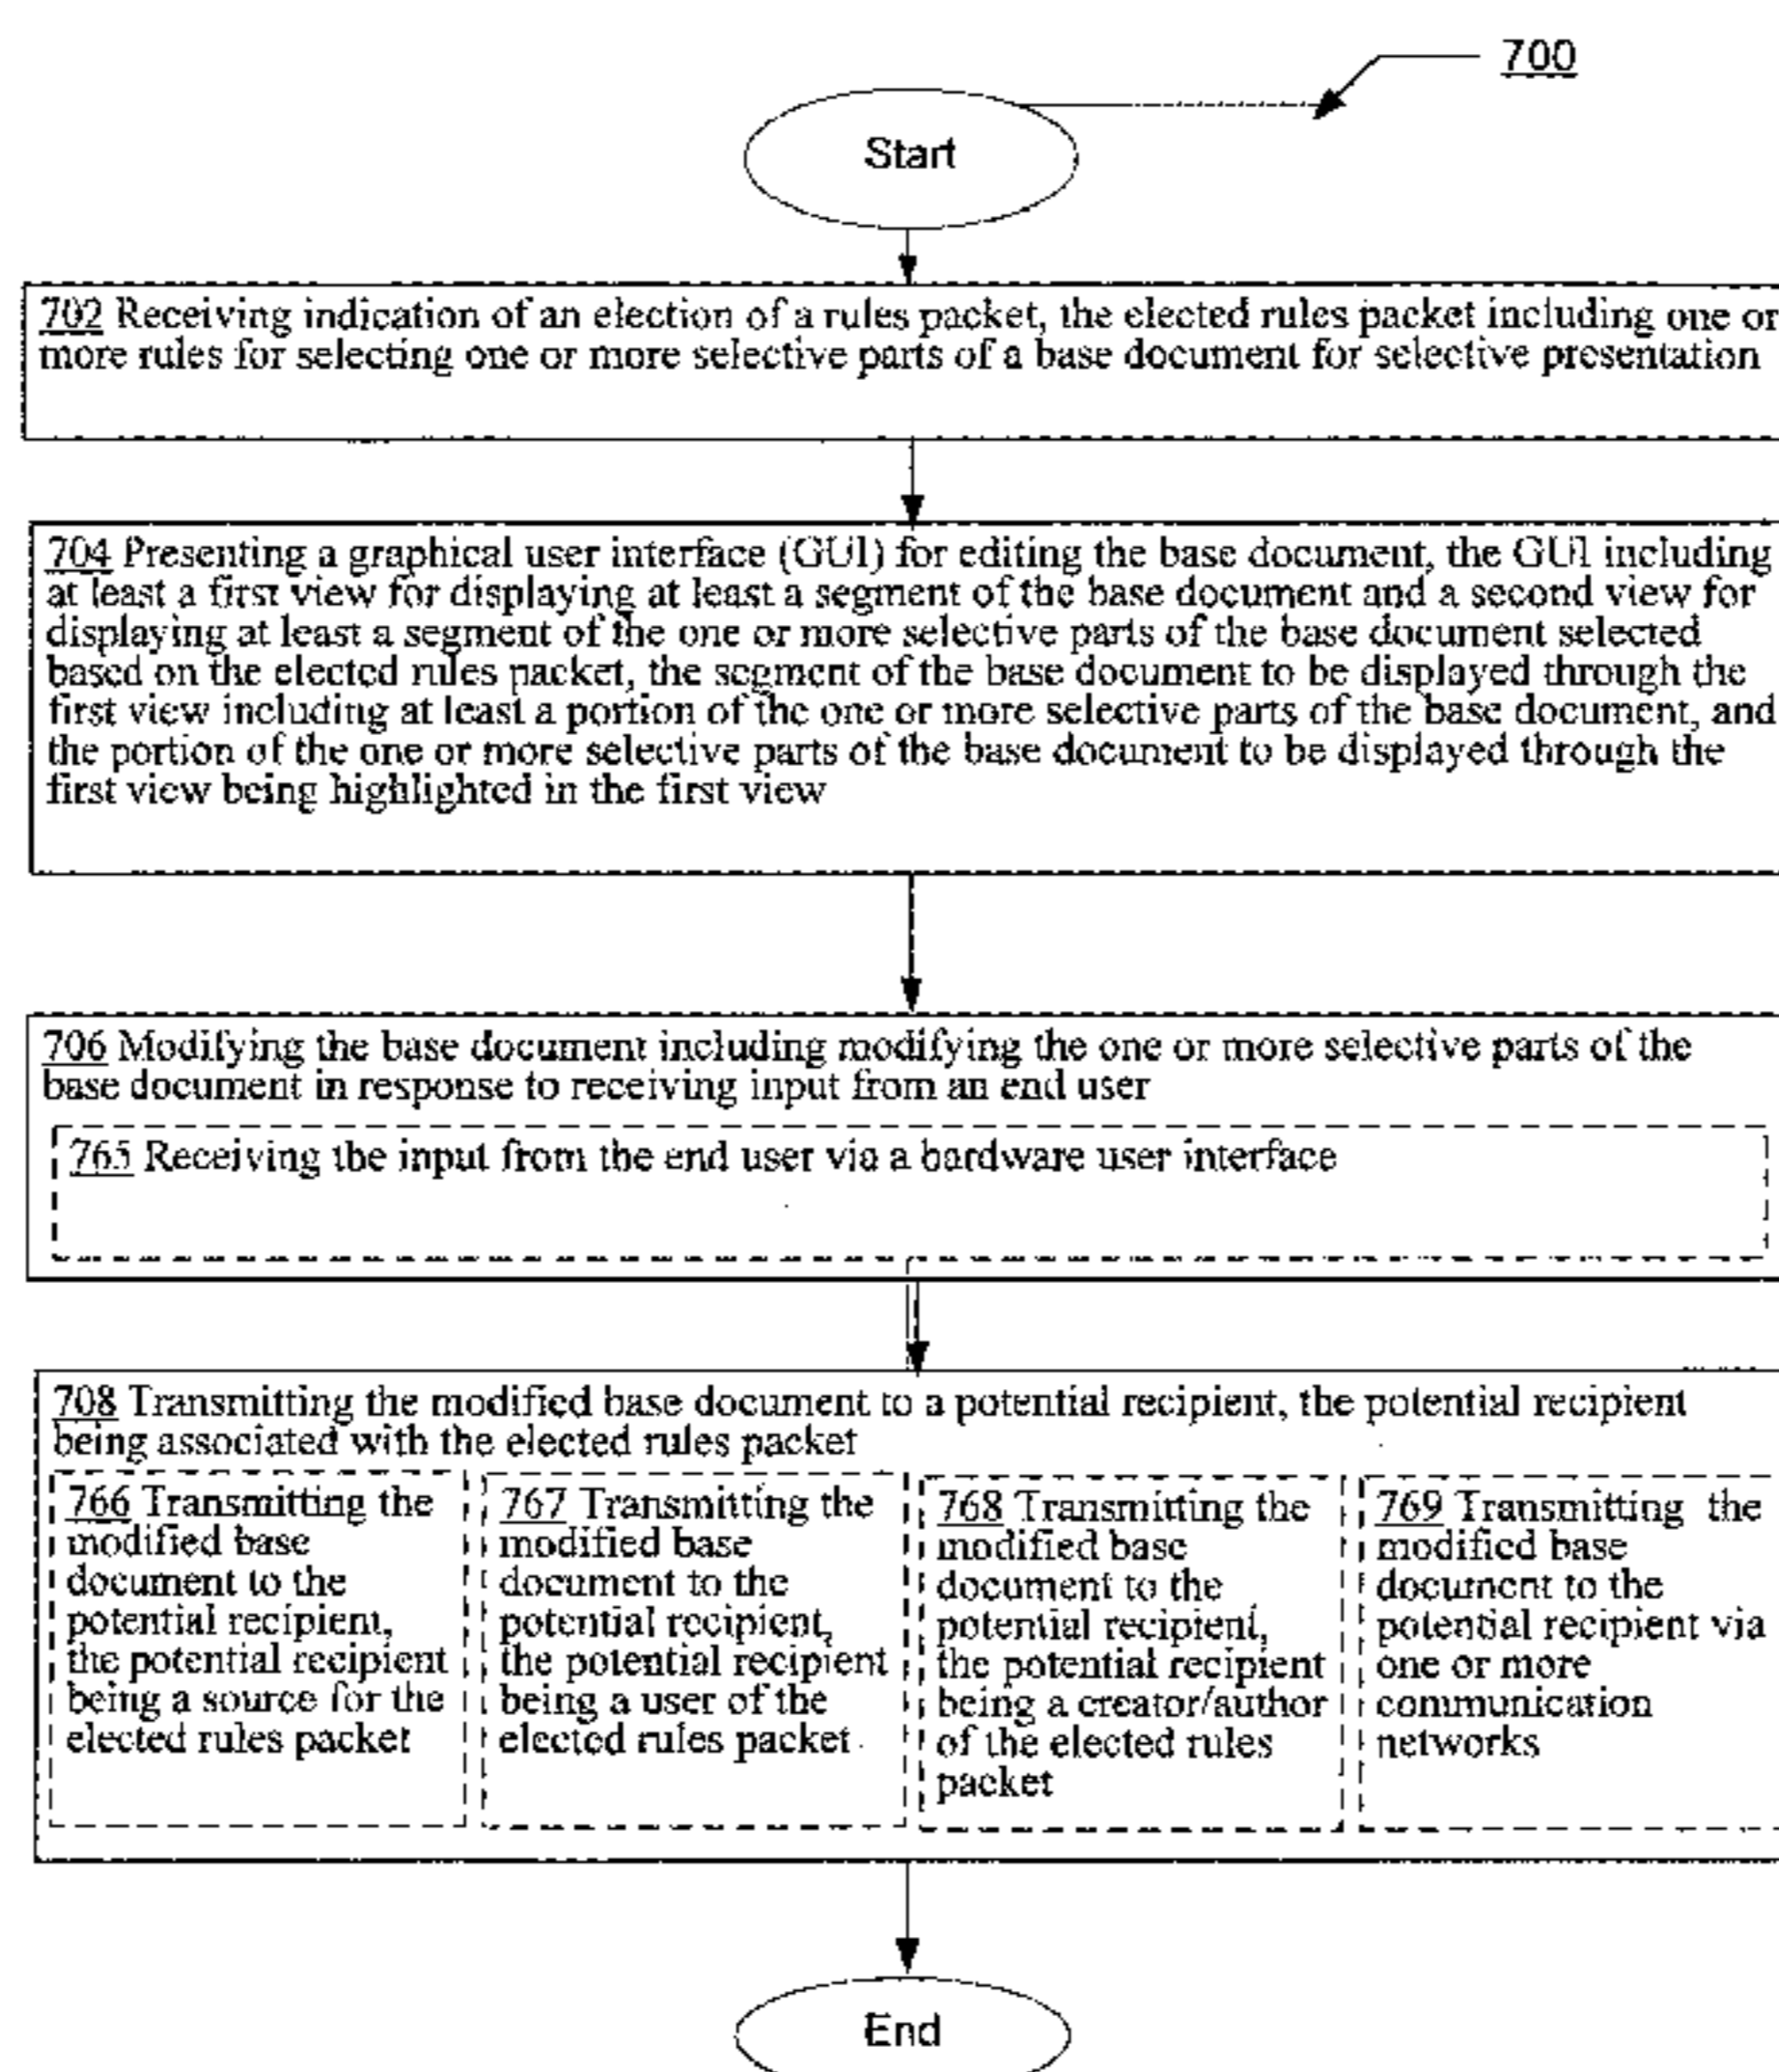 700
Start
702 Receiving indication of an election of a rules packet, the elected rules packet including one or
more rules for selecting one or more selective parts of a base document for selective presentation
704 Presenting a graphical user interface (GUI) for editing the base document, the GUI including
at least a first view for displaying at least a segment of the base document and a second view for
displaying at least a segment of the one or more selective parts of the base document selected
based on the elected rules packet, the segment of the base document to be displayed through the
first view including at least a portion of the one or more selective parts of the base document, and
the portion of the one or more selective parts of the base document to be displayed through the
first view being highlighted in the first view
706 Modifying the base document including modifying the one or more selective parts of the
base document in response to receiving input from an end user
765 Receiving the input from the end user via a hardware user interface
708 Transmitting the modified base document to a potential recipient, the potential recipient
being associated with the elected rules packet
766 Transmitting the
modified base
document to the
potential recipient,
the potential recipient
being a source for the
elected rules packet
767 Transmitting the
modified base
document to the
potential recipient,
the potential recipient
being a user of the
elected rules packet
768 Transmitting the
modified base
document to the
potential recipient,
the potential recipient
being a creator/author
of the elected rules
packet
769 Transmitting the
modified base
document to the
potential recipient via
one or more
communication
networks
End